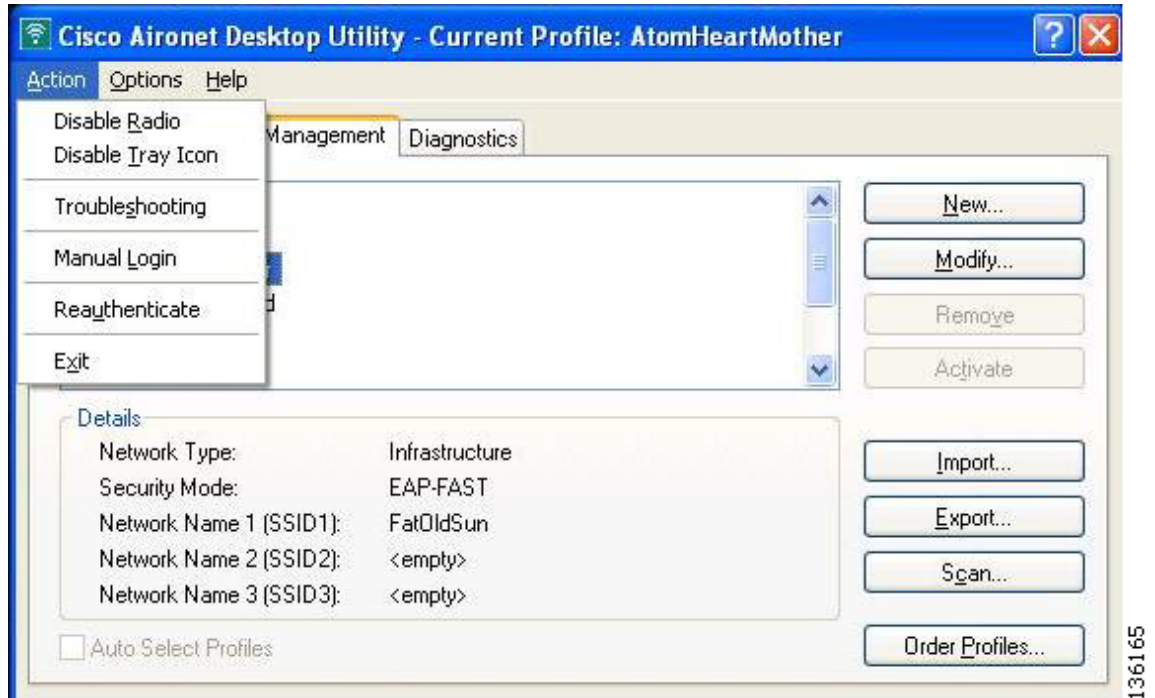 Cisco Aironet Desktop Utility - Current Profile: AtomHeartMother
Action Options Help
Disable Radio
Disable Tray Icon
Troubleshooting
Manual Login
Reauthenticate
Exit
Management
Diagnostics
New...
Modify...
Remove
Activate
Details
Network Type: Infrastructure
Security Mode: EAP-FAST
Network Name 1 (SSID1): FatOldSun
Network Name 2 (SSID2): <empty>
Network Name 3 (SSID3): <empty>
Import...
Export...
Scan...
Auto Select Profiles
Order Profiles...
136165